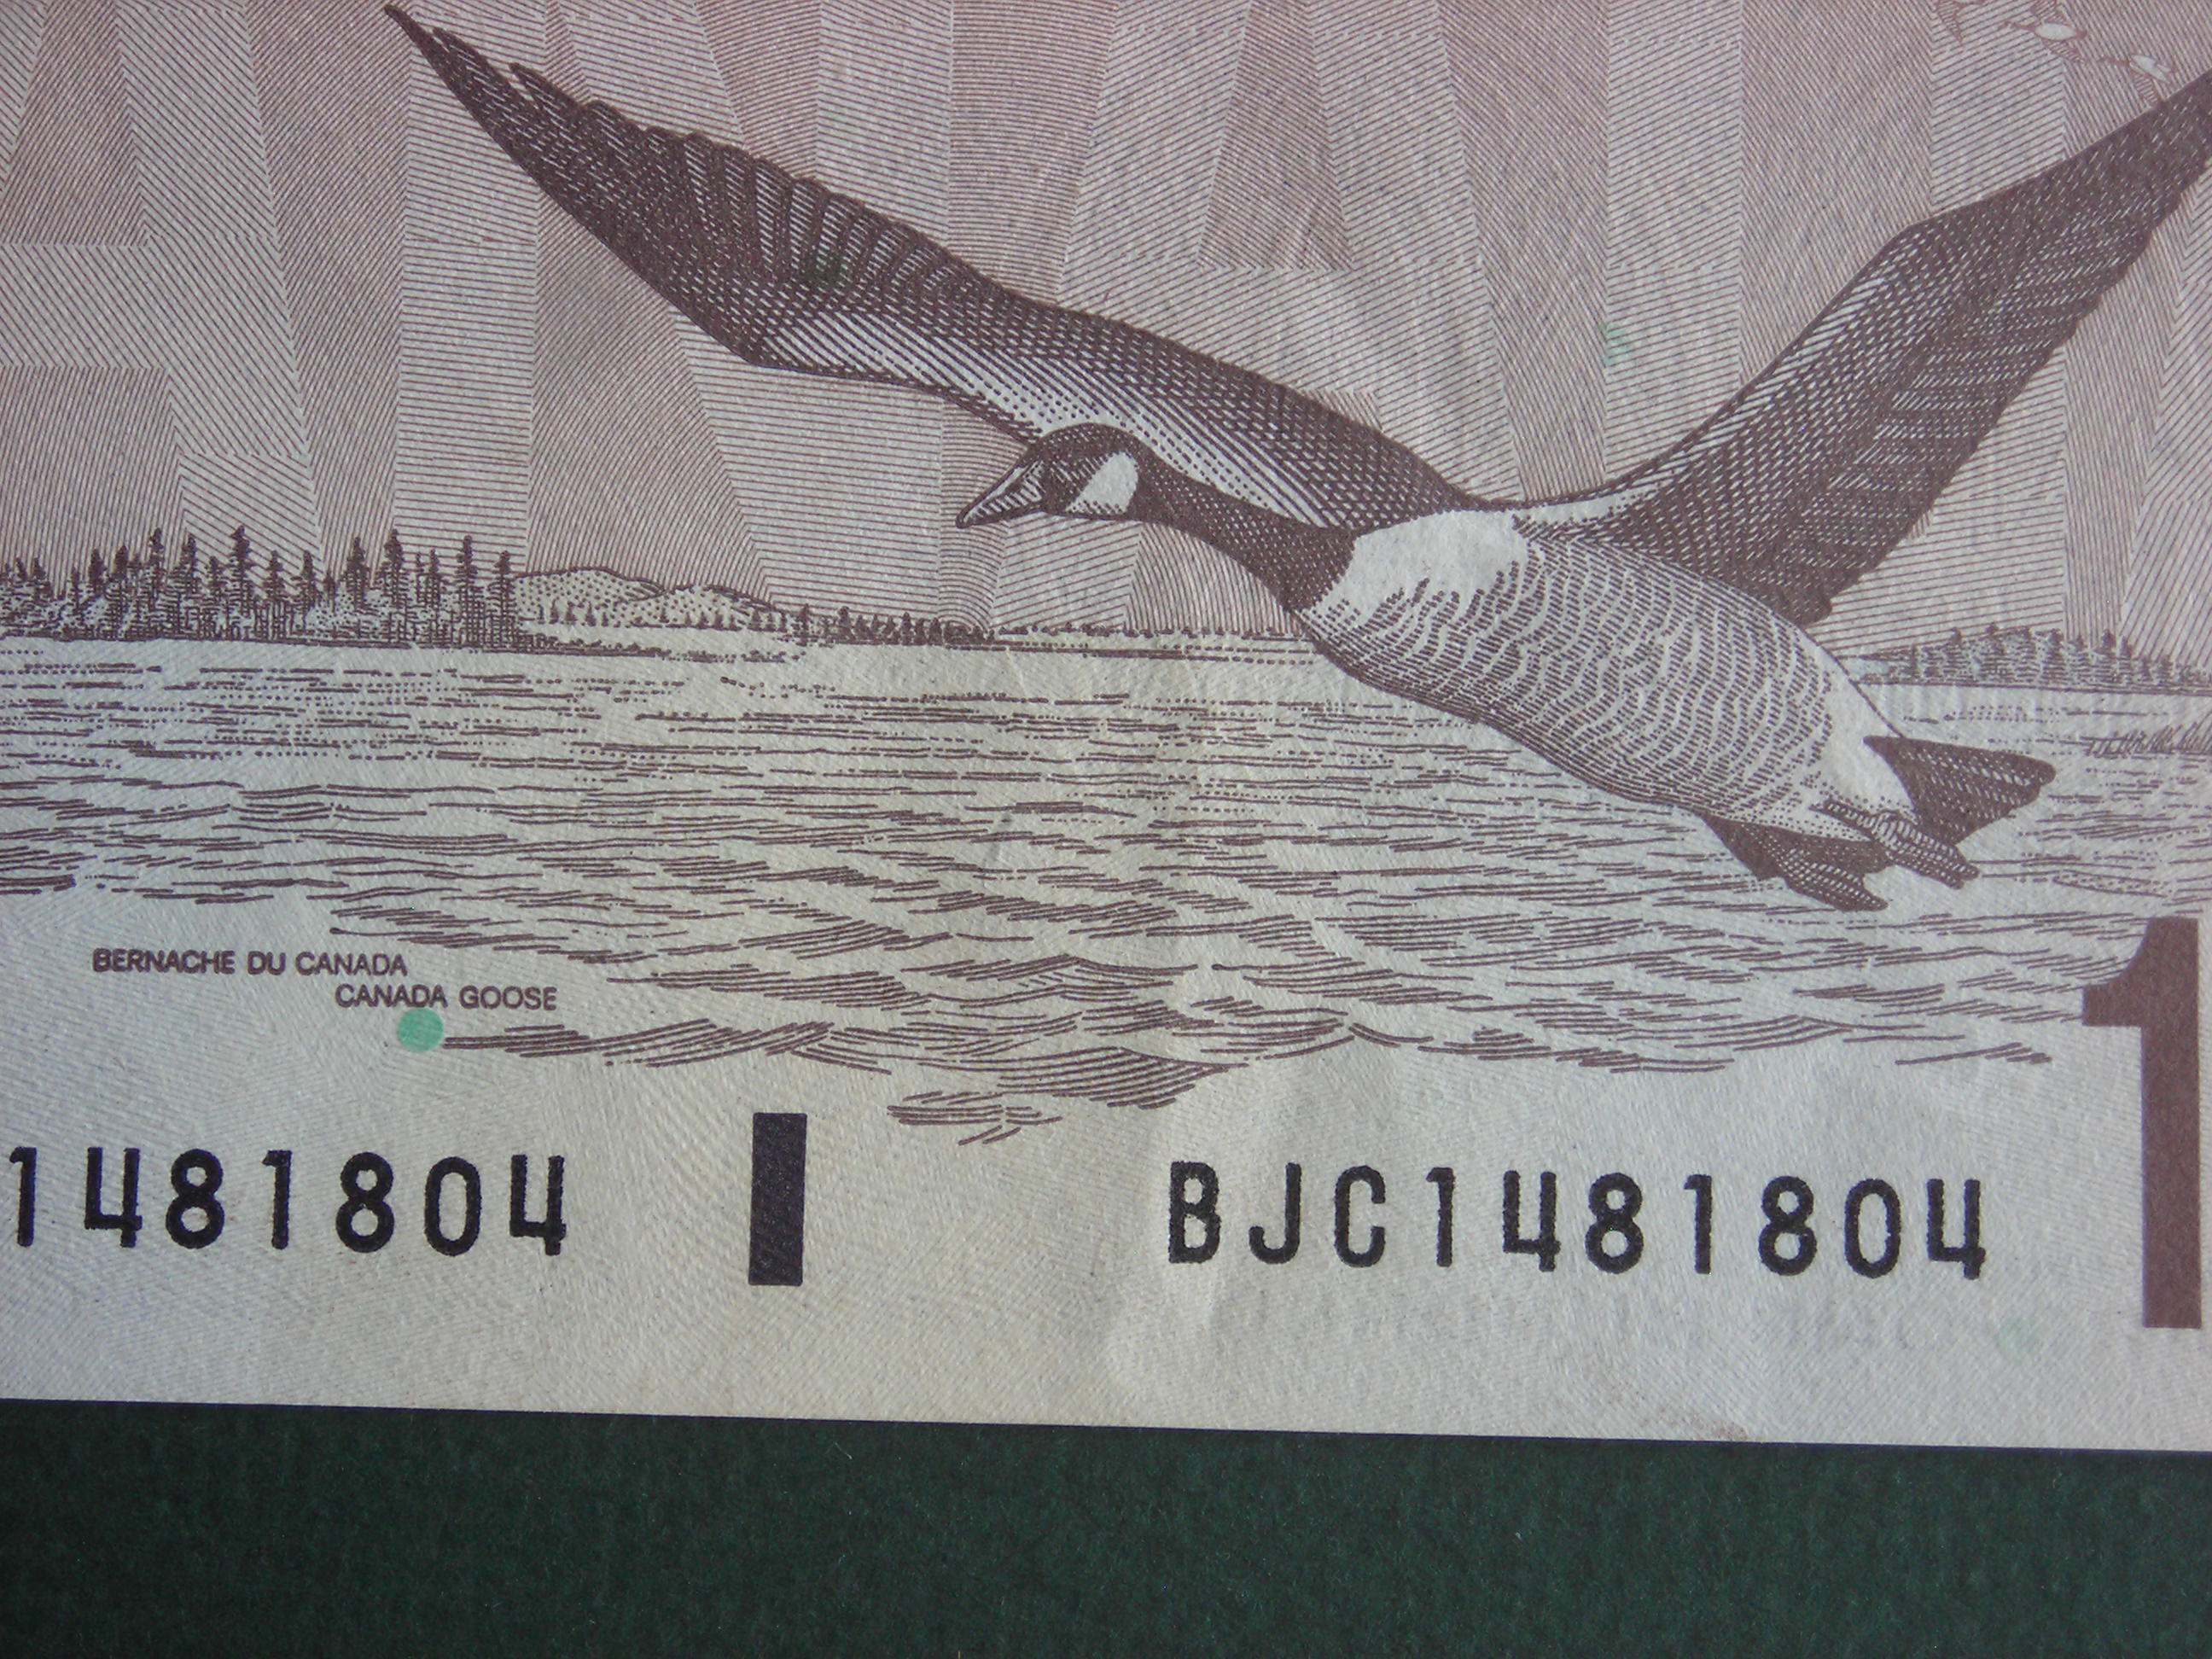 BERNACHE DU CANADA
CANADA GOOSE
1481804 BJC1481804
1